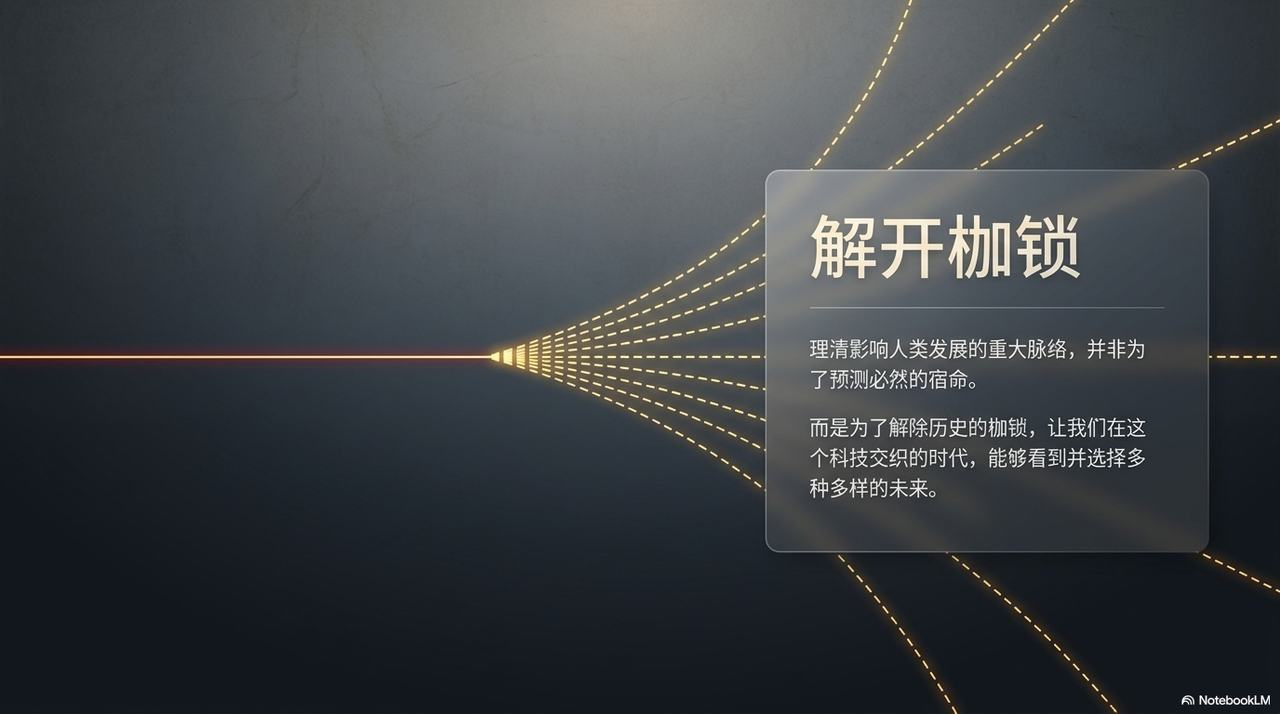 解开枷锁
理清影响人类发展的重大脉络，并非为
了预测必然的宿命。
而是为了解除历史的枷锁，让我们在这
个科技交织的时代，能够看到并选择多
种多样的未来。
NotebookLM